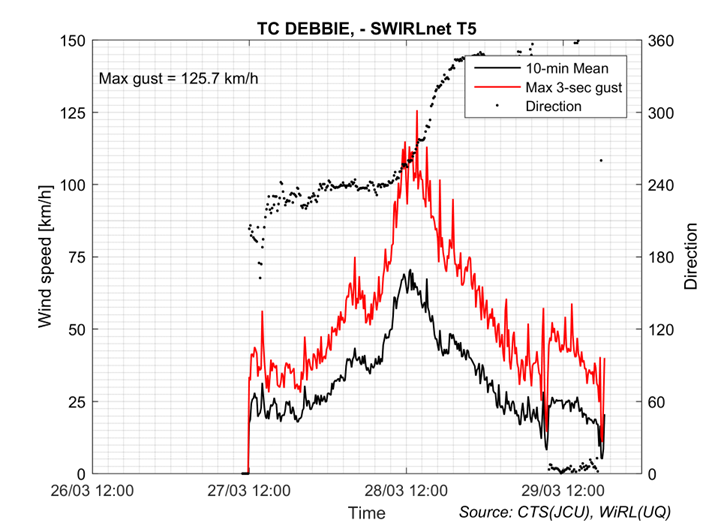 TC DEBBIE, - SWIRLnet T5
150
125
100
75
50
25
0
360
300
240
180
120
60
0
Max gust = 125.7 km/h
10-min Mean
Max 3-sec gust
Direction
Wind speed [km/h]
Direction
26/03 12:00
27/03 12:00
28/03 12:00
29/03 12:00
Time
Source: CTS(JCU), WiRL(UQ)